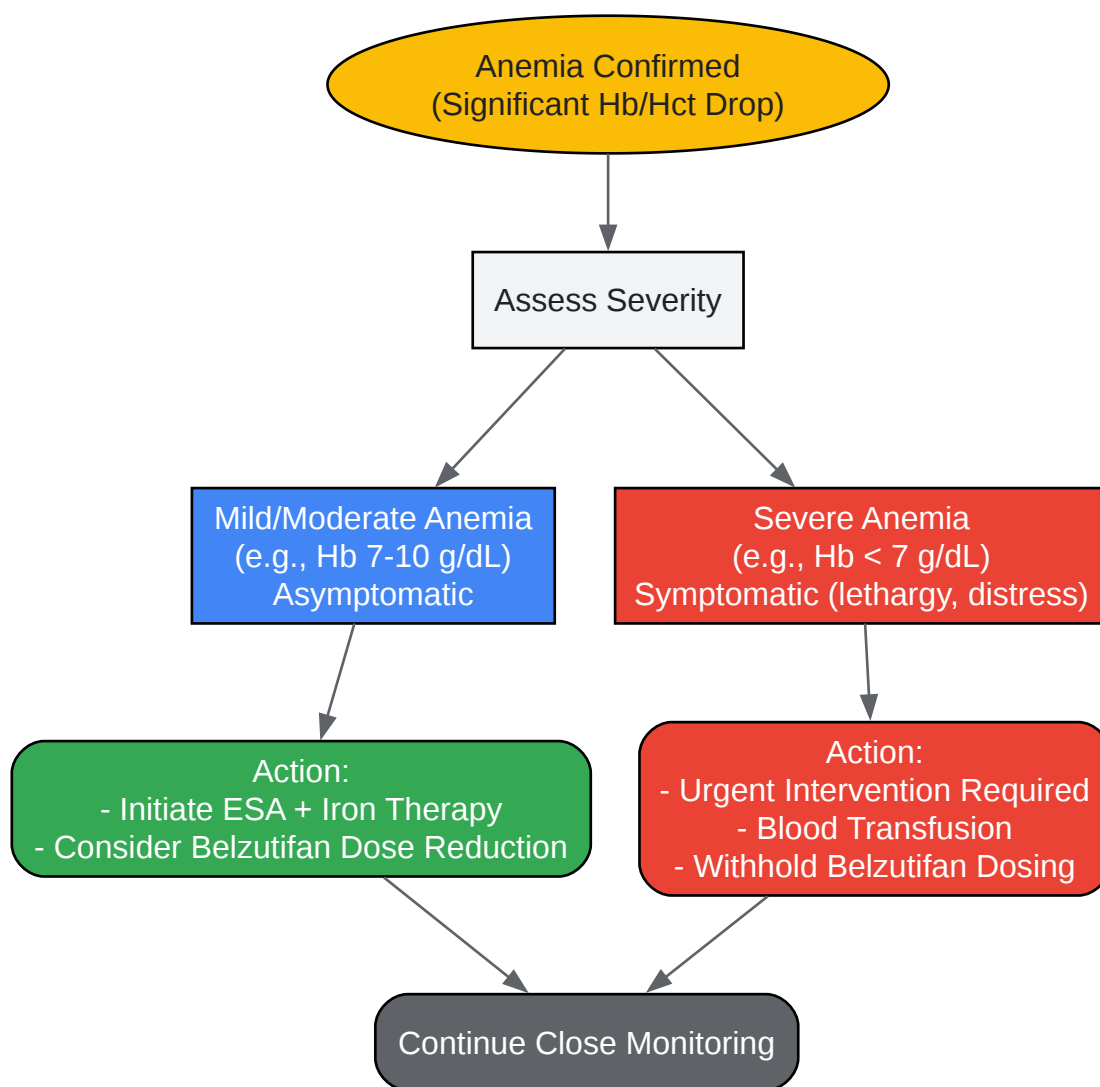 Anemia Confirmed
(Significant Hb/Hct Drop)
Assess Severity
Mild/Moderate Anemia
(e.g., Hb 7-10 g/dL)
Asymptomatic
Severe Anemia
(e.g., Hb < 7 g/dL)
Symptomatic (lethargy, distress)
Action:
- Initiate ESA + Iron Therapy
- Consider Belzutifan Dose Reduction
Action:
- Urgent Intervention Required
- Blood Transfusion
- Withhold Belzutifan Dosing
Continue Close Monitoring